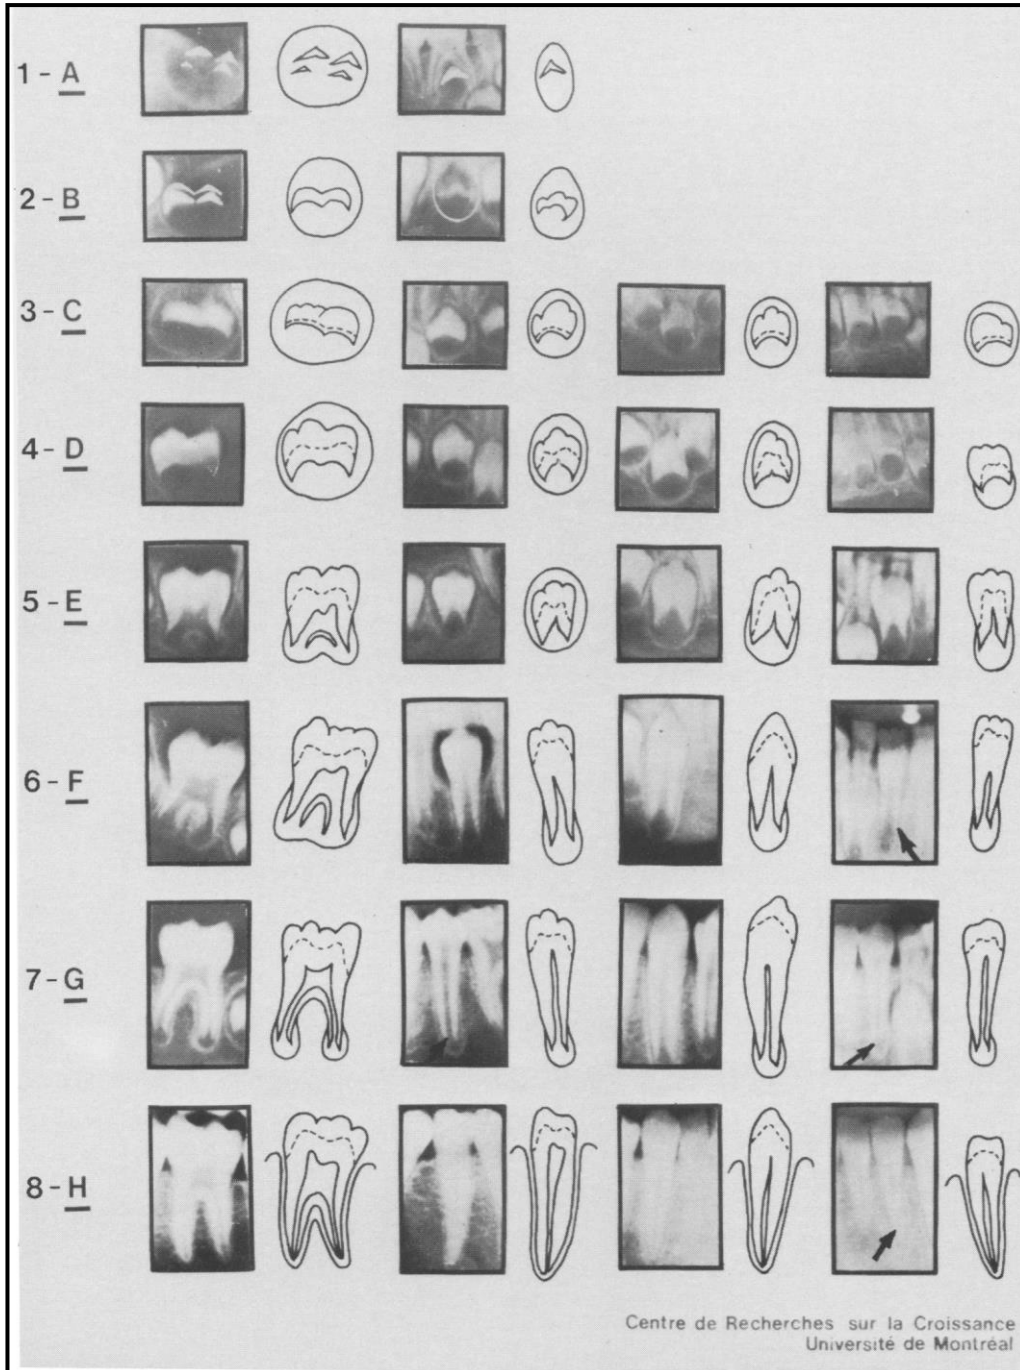 1 - A
2 - B
3 - C
4 - D
5 - E
6 - F
7 - G
8 - H
Centre de Recherches sur la Croissance
Université de Montréal